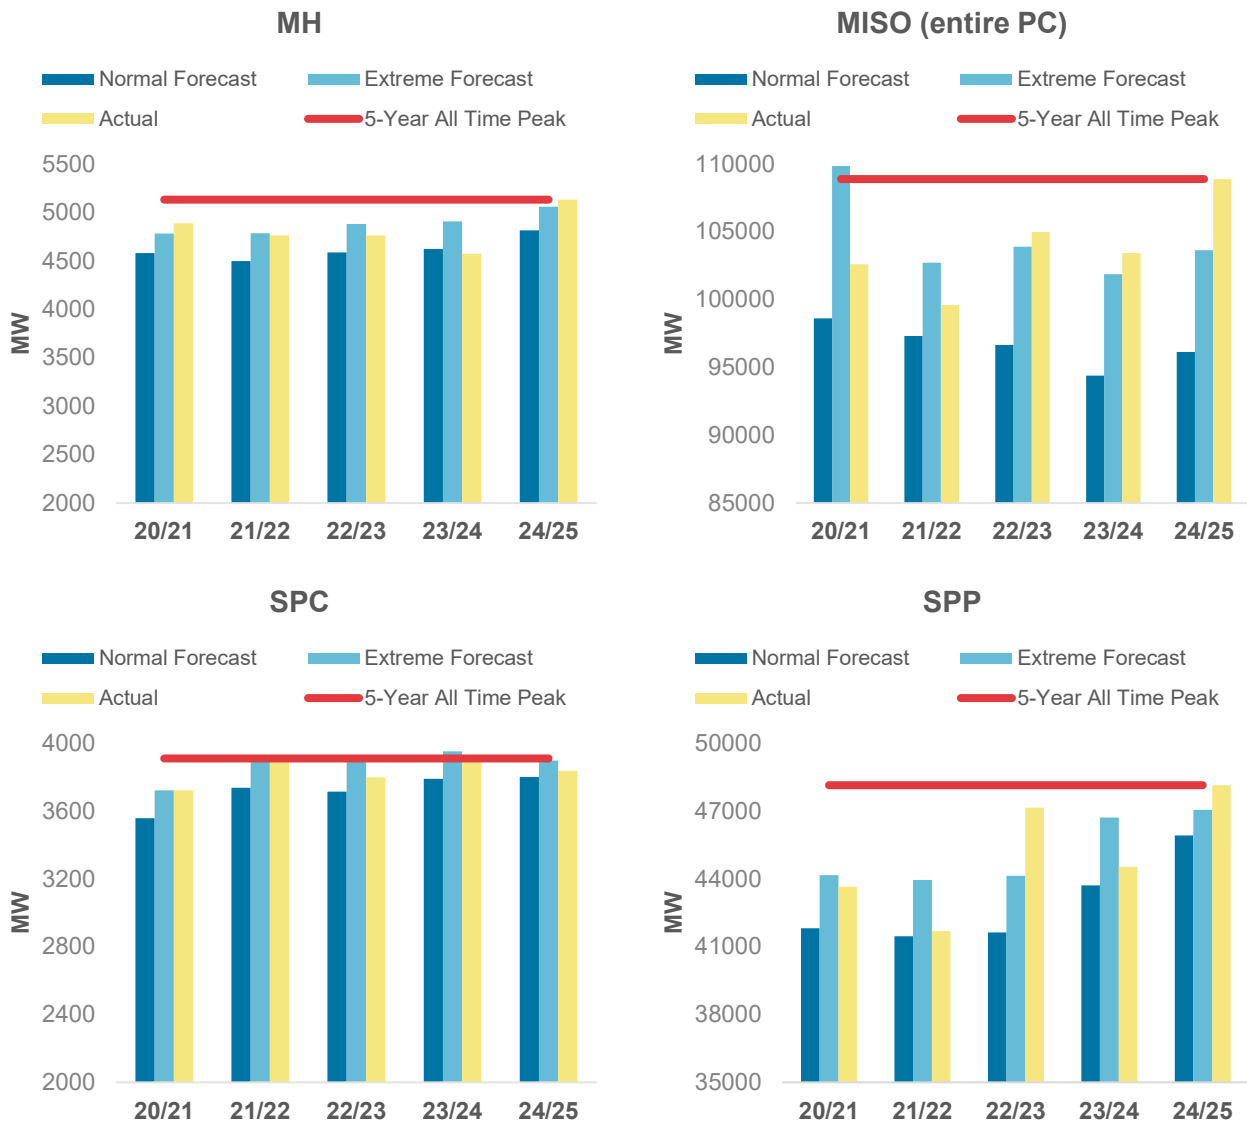 MH
Normal Forecast
Extreme Forecast
Actual
5-Year All Time Peak
MW
5500
5000
4500
4000
3500
3000
2500
2000
20/21 21/22 22/23 23/24 24/25
MISO (entire PC)
Normal Forecast
Extreme Forecast
Actual
5-Year All Time Peak
MW
110000
105000
100000
95000
90000
85000
20/21 21/22 22/23 23/24 24/25
SPC
Normal Forecast
Extreme Forecast
Actual
5-Year All Time Peak
MW
4000
3600
3200
2800
2400
2000
20/21 21/22 22/23 23/24 24/25
SPP
Normal Forecast
Extreme Forecast
Actual
5-Year All Time Peak
MW
50000
47000
44000
41000
38000
35000
20/21 21/22 22/23 23/24 24/25